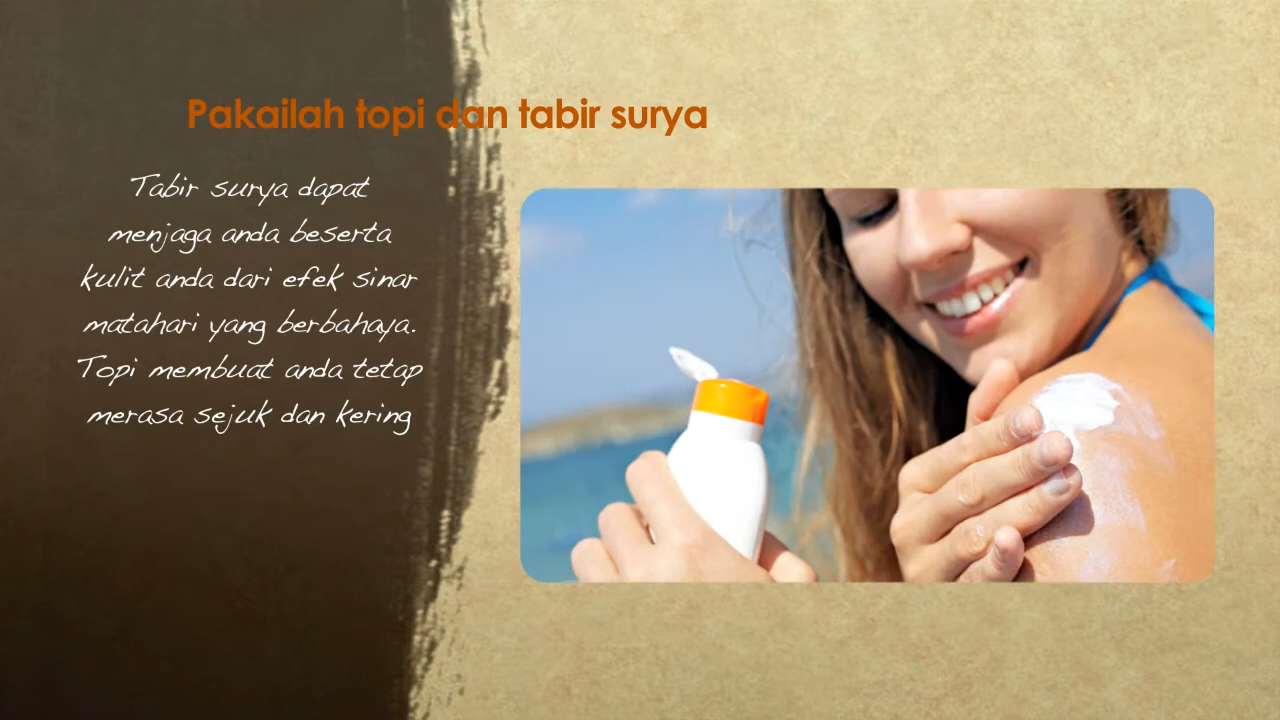 Pakailah topi dan tabir surya
Tabir surya dapat
menjaga anda beserta
kulit anda dari efek sinar
matahari yang berbahaya.
Topi membuat anda tetap
merasa sejuk dan kering